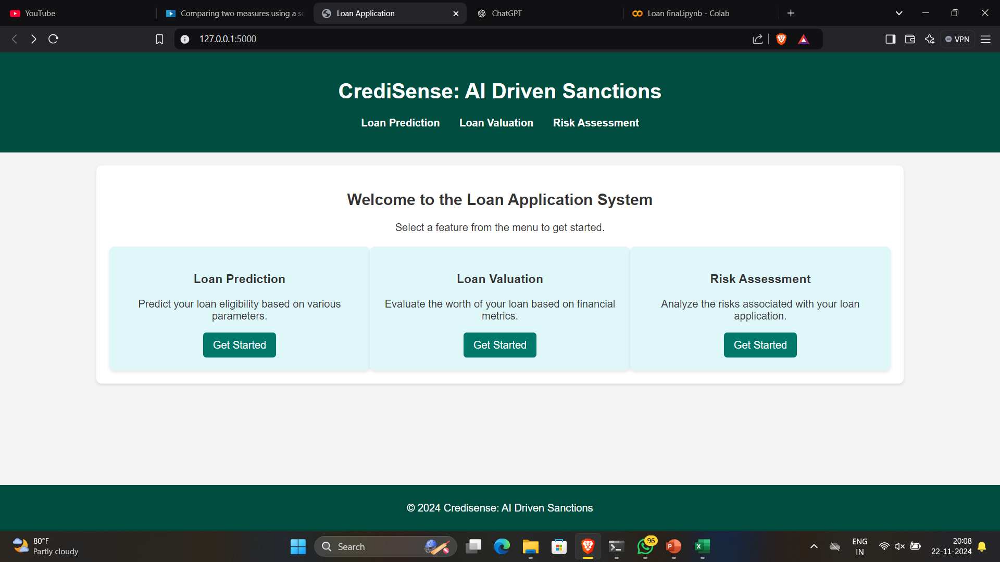 YouTube
Comparing two measures using a sc
Loan Application
ChatGPT
Loan final.ipynb - Colab
127.0.0.1:5000
VPN
CrediSense: AI Driven Sanctions
Loan Prediction Loan Valuation Risk Assessment
Welcome to the Loan Application System
Select a feature from the menu to get started.
Loan Prediction
Predict your loan eligibility based on various
parameters.
Get Started
Loan Valuation
Evaluate the worth of your loan based on financial
metrics.
Get Started
Risk Assessment
Analyze the risks associated with your loan
application.
Get Started
© 2024 Credisense: AI Driven Sanctions
80°F
Partly cloudy
Search
96
ENG
IN
20:08
22-11-2024